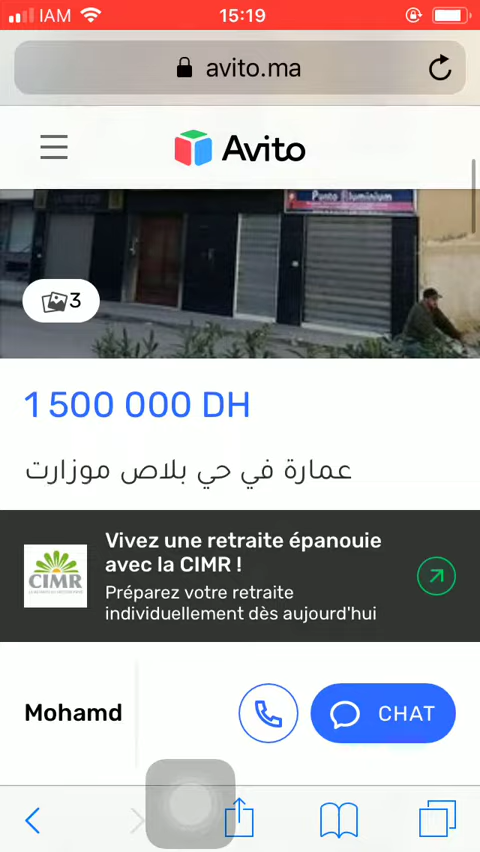 IAM
15:19
avito.ma
Avito
Punto Aluminium
3
1 500 000 DH
عمارة في حي بلاص موزارت
Vivez une retraite épanouie
avec la CIMR !
CIMR
Préparez votre retraite
individuellement dès aujourd'hui
Mohamd
CHAT